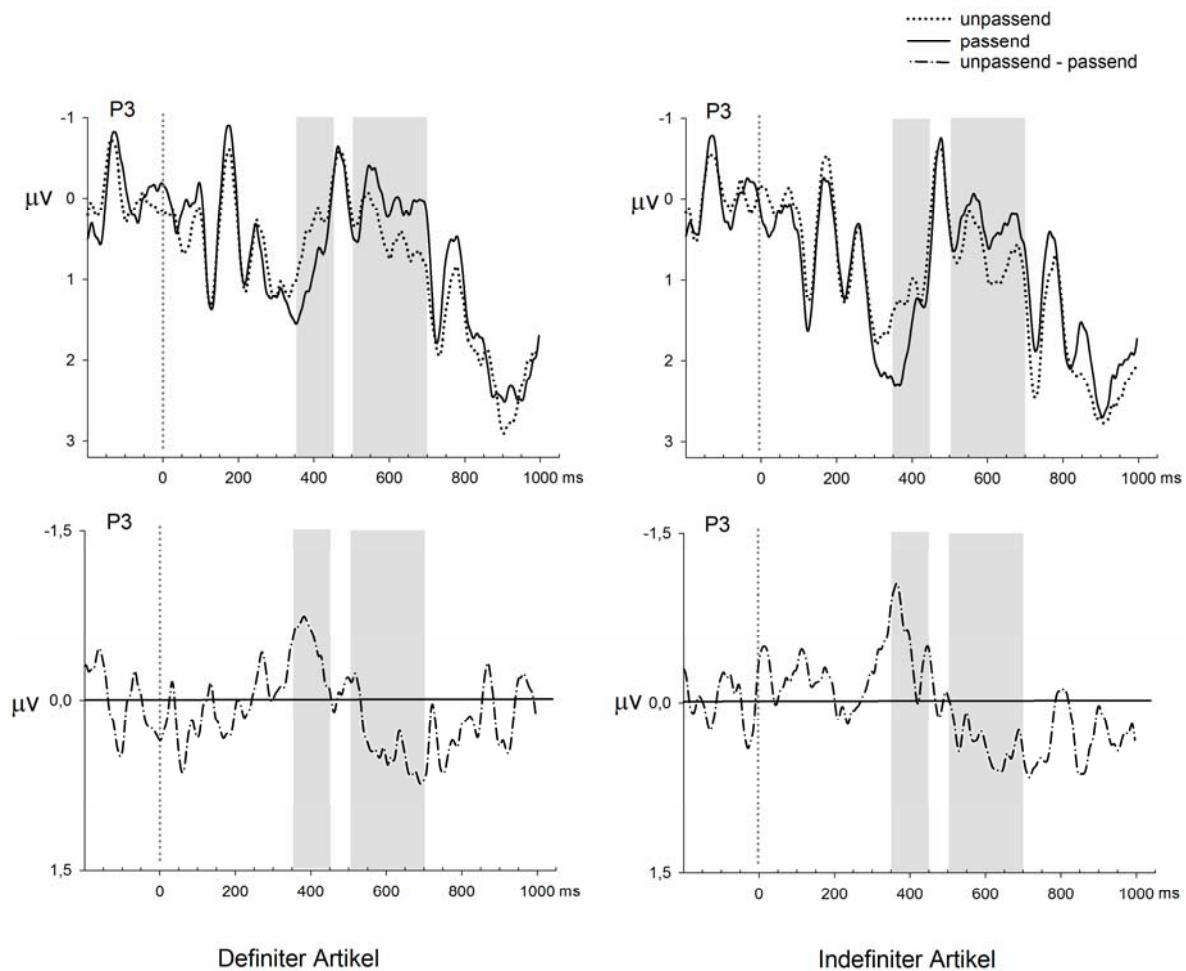 unpassend
passend
unpassend - passend
P3
-1
0
1
2
3
μV
0 200 400 600 800 1000 ms
P3
-1
0
1
2
3
μV
0 200 400 600 800 1000 ms
P3
-1,5
0,0
1,5
μV
0 200 400 600 800 1000 ms
P3
-1,5
0,0
1,5
μV
0 200 400 600 800 1000 ms
Definiter Artikel
Indefiniter Artikel